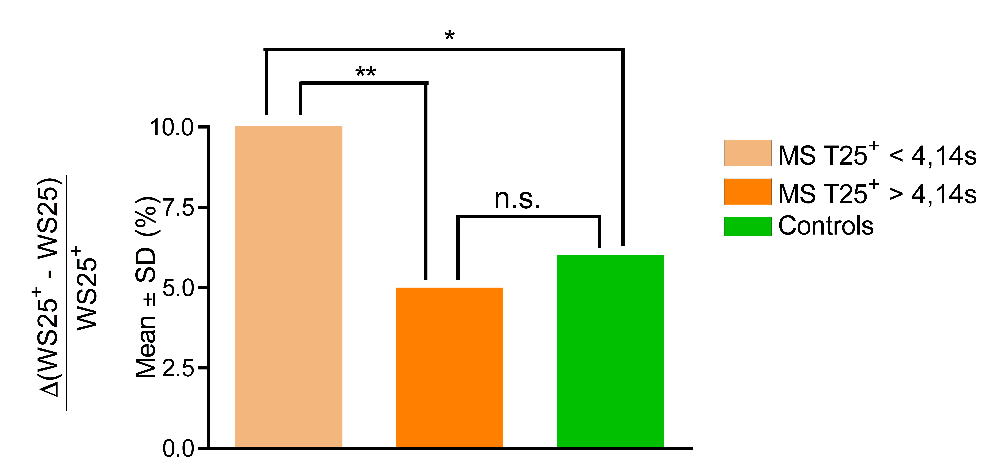 *
**
n.s.
10.0
7.5
5.0
2.5
0.0
Δ(WS25⁺ - WS25)
WS25⁺
Mean ± SD (%)
MS T25⁺ < 4,14s
MS T25⁺ > 4,14s
Controls